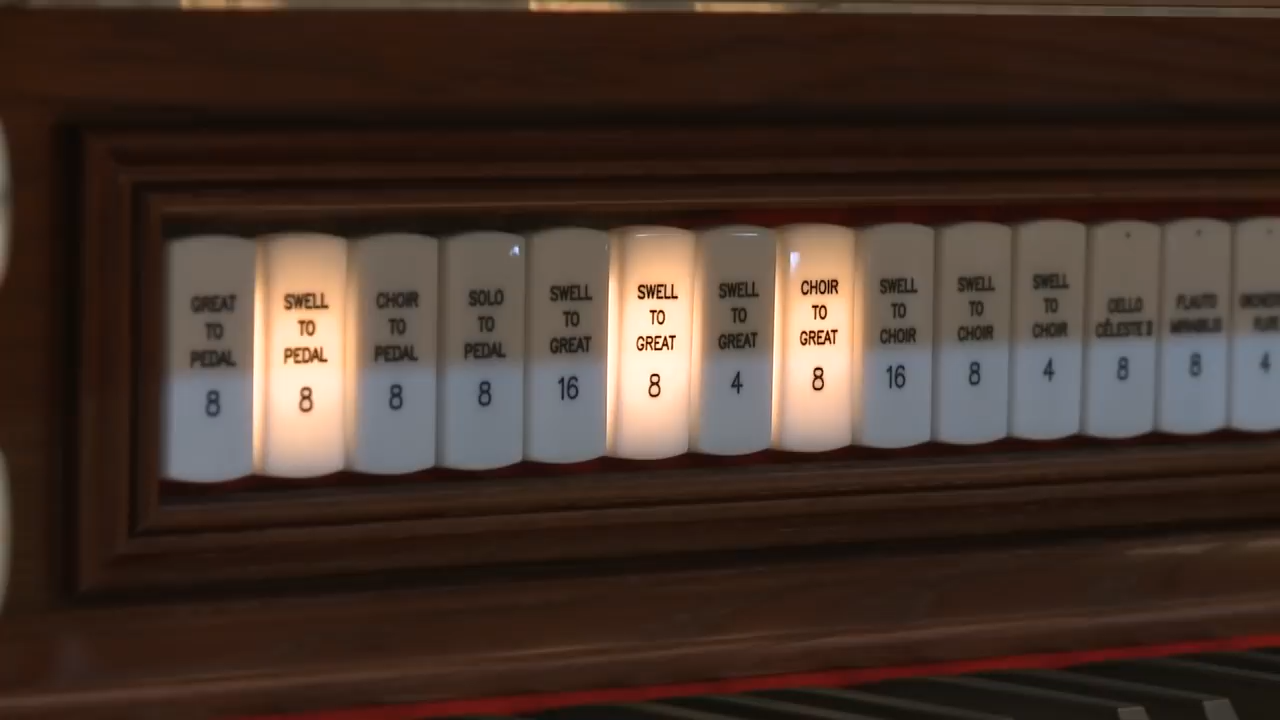 GREAT
TO
PEDAL
8
SWELL
TO
PEDAL
8
CHOIR
TO
PEDAL
8
SOLO
TO
PEDAL
8
SWELL
TO
GREAT
16
SWELL
TO
GREAT
8
SWELL
TO
GREAT
4
CHOIR
TO
GREAT
8
SWELL
TO
CHOIR
16
SWELL
TO
CHOIR
8
SWELL
TO
CHOIR
4
CELLO
CÉLESTE II
8
FLAUTO
MIRABILIS
8
4